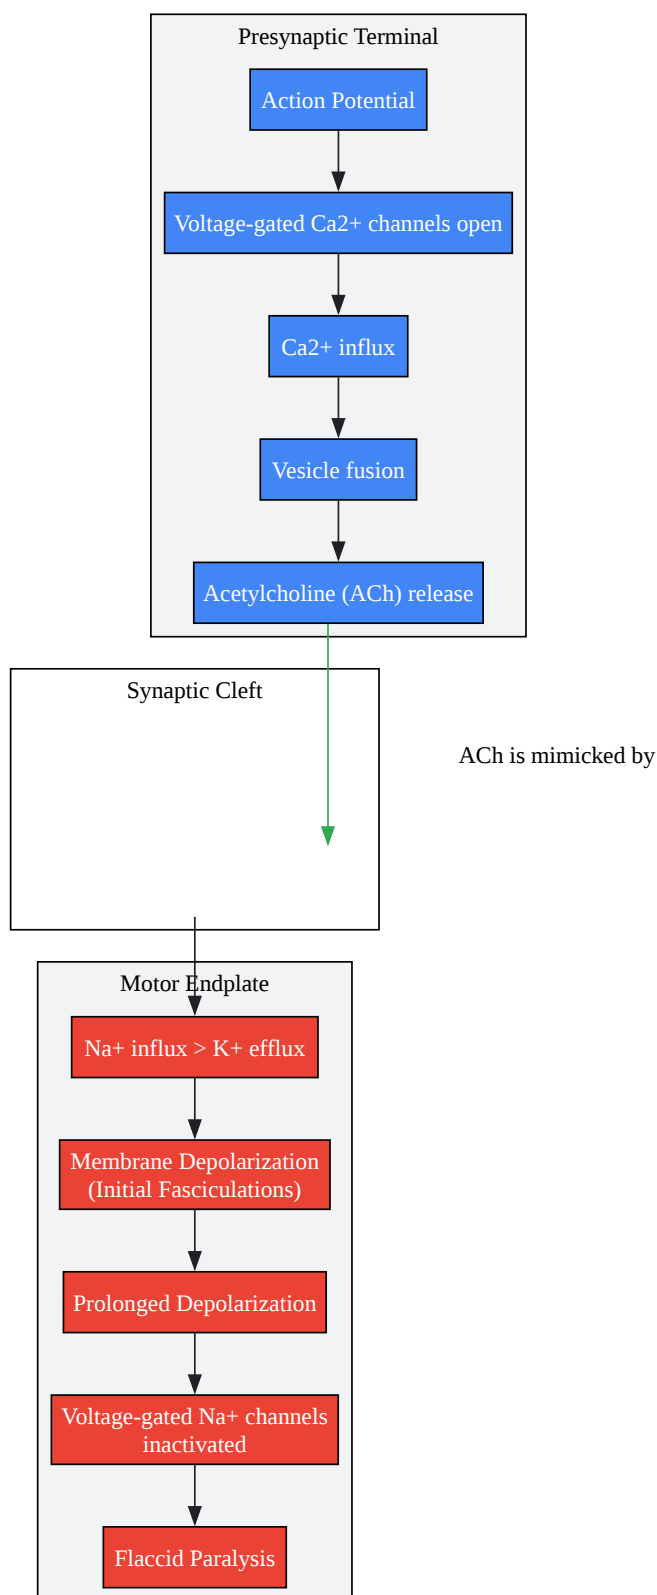 Presynaptic Terminal
Action Potential
Voltage-gated Ca2+ channels open
Ca2+ influx
Vesicle fusion
Acetylcholine (ACh) release
Synaptic Cleft
ACh is mimicked by
Motor Endplate
Na+ influx > K+ efflux
Membrane Depolarization
(Initial Fasciculations)
Prolonged Depolarization
Voltage-gated Na+ channels
inactivated
Flaccid Paralysis